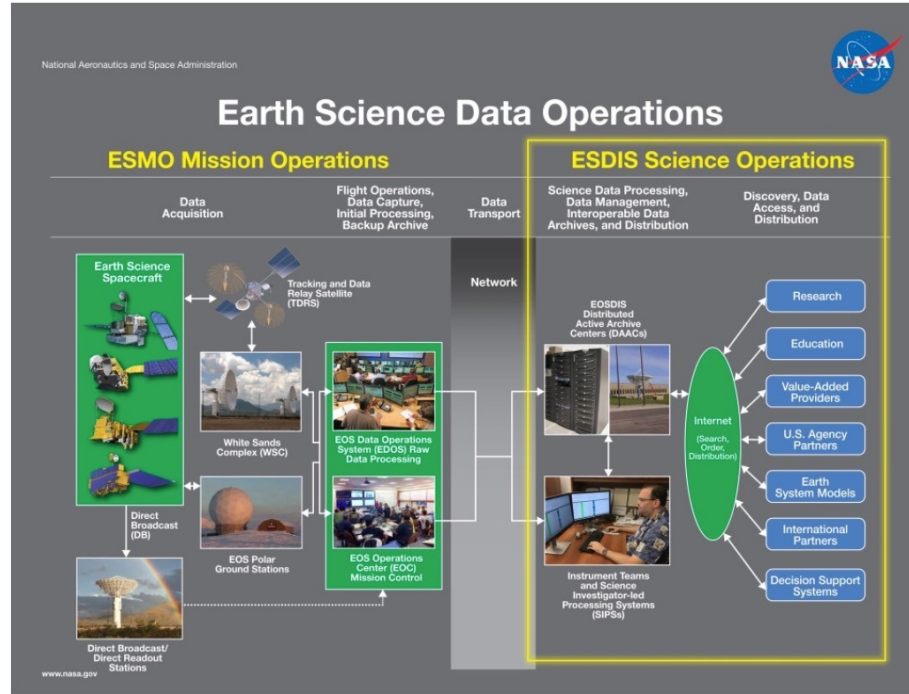 National Aeronautics and Space Administration
NASA
Earth Science Data Operations
ESMO Mission Operations
ESDIS Science Operations
Data
Acquisition
Flight Operations,
Data Capture,
Initial Processing,
Backup Archive
Data
Transport
Science Data Processing,
Data Management,
Interoperable Data
Archives, and Distribution
Discovery, Data
Access, and
Distribution
Earth Science
Spacecraft
Tracking and Data
Relay Satellite
(TDRS)
White Sands
Complex (WSC)
EOS Polar
Ground Stations
Direct
Broadcast
(DB)
Direct Broadcast/
Direct Readout
Stations
EOS Data Operations
System (EDOS) Raw
Data Processing
EOS Operations
Center (EOC)
Mission Control
Network
EOSDIS
Distributed
Active Archive
Centers (DAACs)
Instrument Teams
and Science
Investigator-led
Processing Systems
(SIPSs)
Internet
(Search,
Order,
Distribution)
Research
Education
Value-Added
Providers
U.S. Agency
Partners
Earth
System Models
International
Partners
Decision Support
Systems
www.nasa.gov